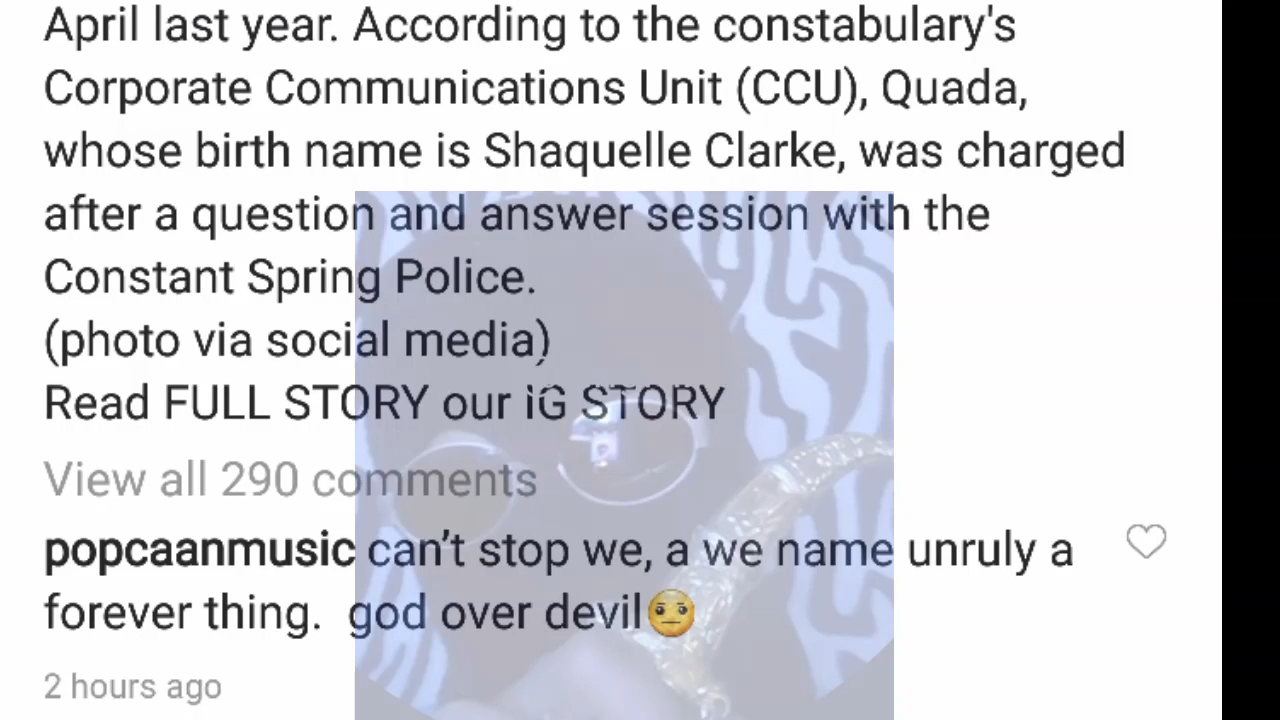 April last year. According to the constabulary's
Corporate Communications Unit (CCU), Quada,
whose birth name is Shaquelle Clarke, was charged
after a question and answer session with the
Constant Spring Police.
(photo via social media)
Read FULL STORY our IG STORY
View all 290 comments
popcaanmusic can't stop we, a we name unruly a
forever thing.  god over devil😐
2 hours ago